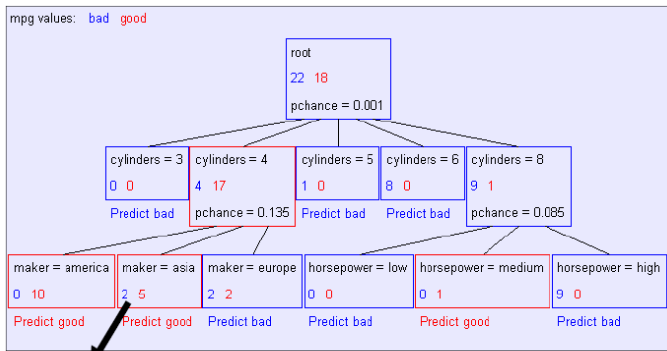 mpg values: bad good
root
22 18
pchance = 0.001
cylinders = 3
0 0
Predict bad
cylinders = 4
4 17
pchance = 0.135
cylinders = 5
1 0
Predict bad
cylinders = 6
8 0
Predict bad
cylinders = 8
9 1
pchance = 0.085
maker = america
0 10
Predict good
maker = asia
2 5
Predict good
maker = europe
2 2
Predict bad
horsepower = low
0 0
Predict bad
horsepower = medium
0 1
Predict good
horsepower = high
9 0
Predict bad